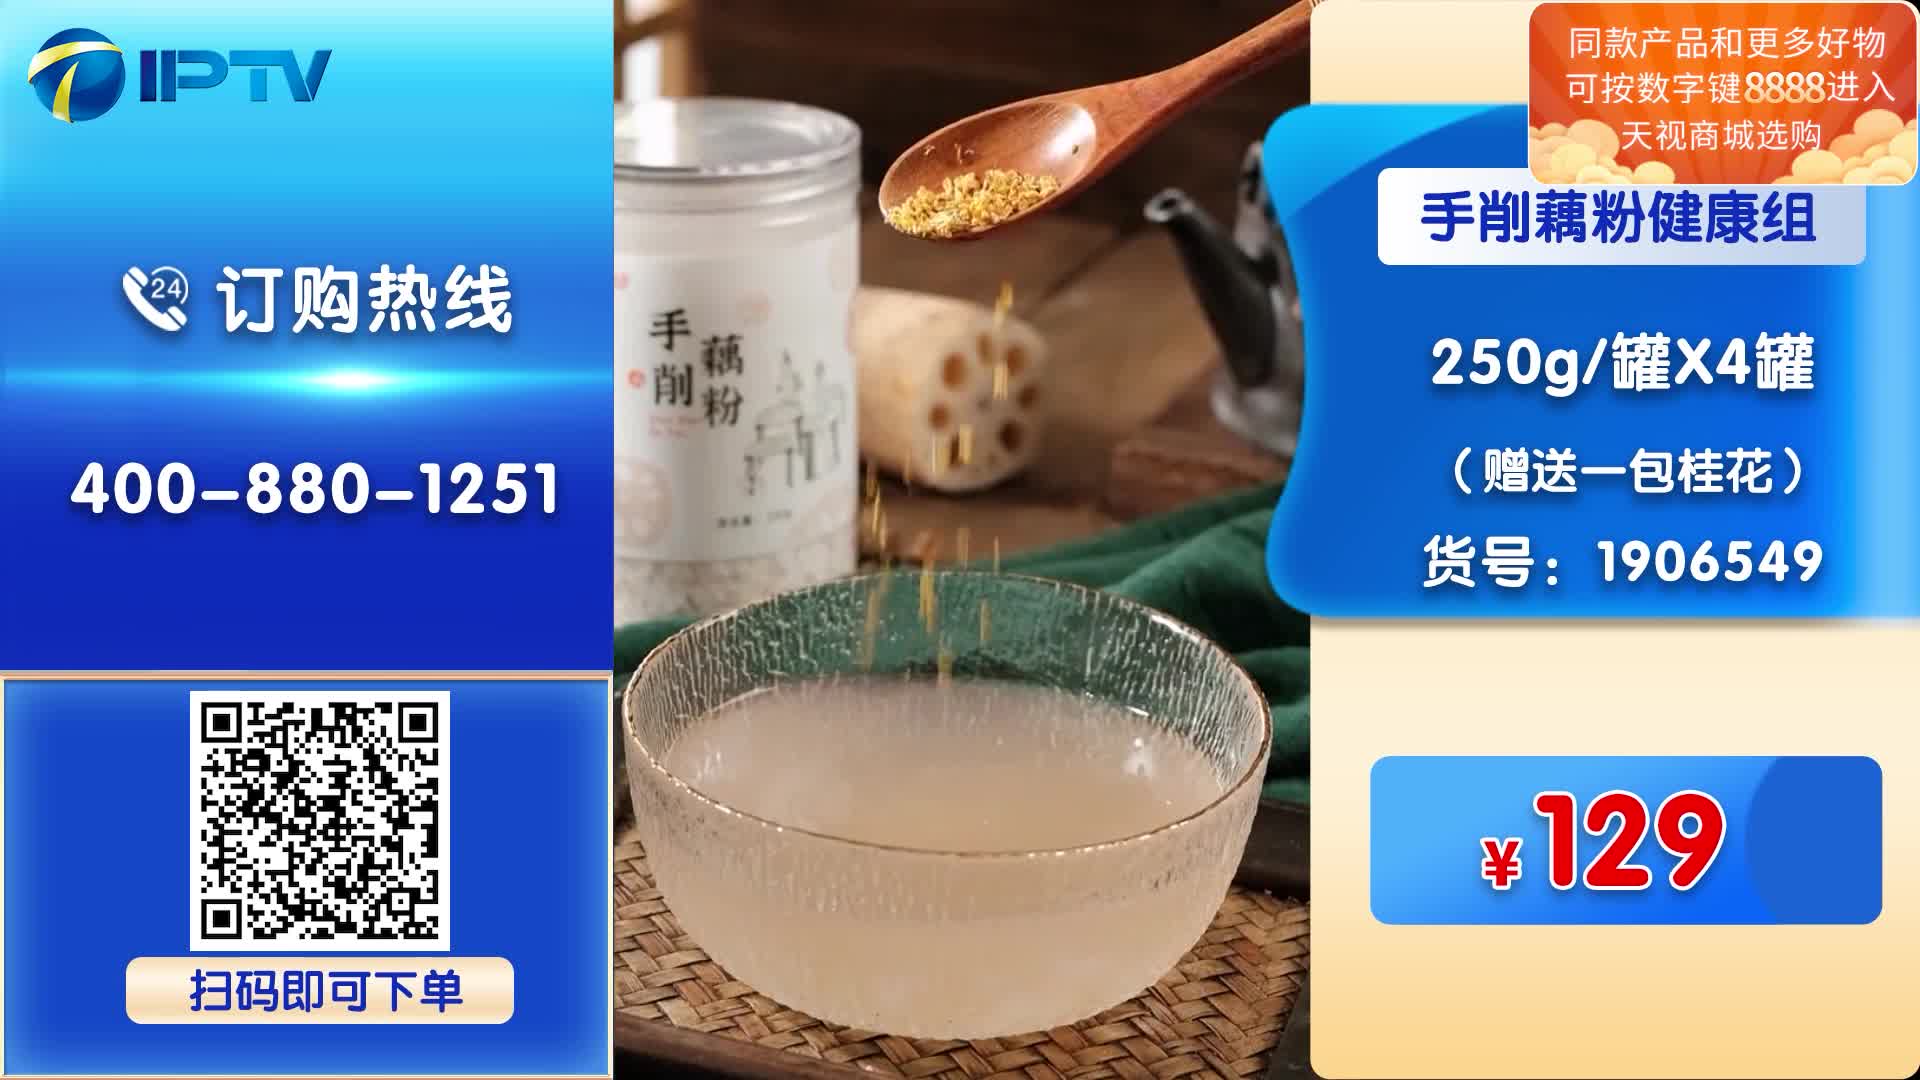 IPTV
24 订购热线
400-880-1251
扫码即可下单
手削
藕粉
同款产品和更多好物
可按数字键8888进入
天视商城选购
手削藕粉健康组
250g/罐X4罐
（赠送一包桂花）
货号：1906549
¥129